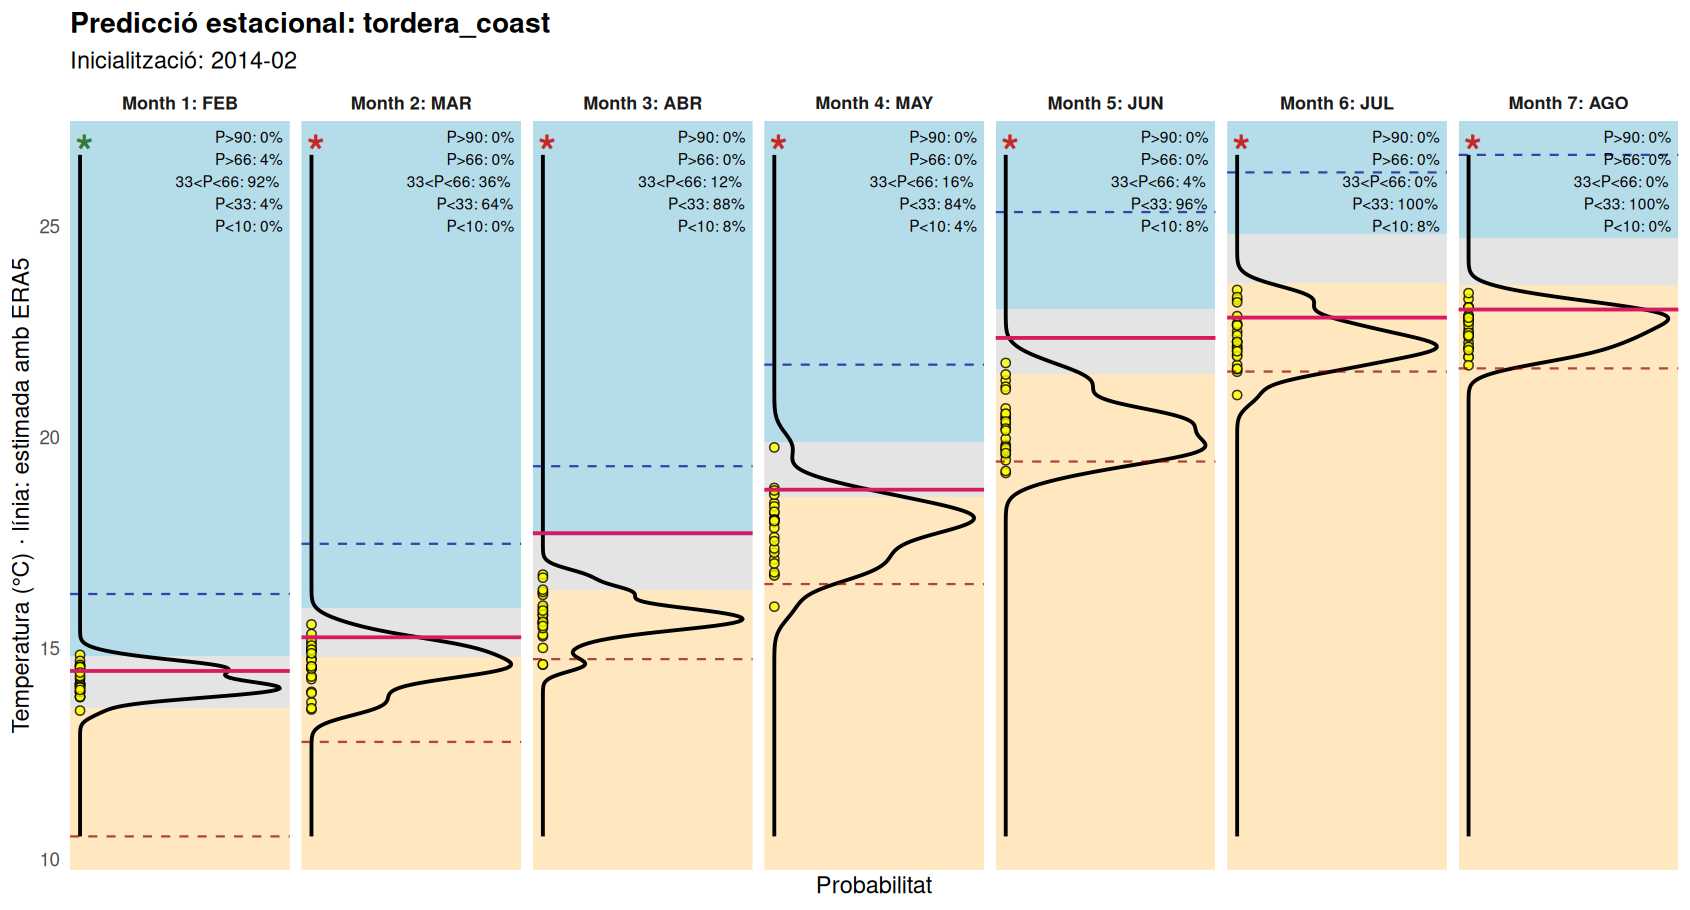 Predicció estacional: tordera_coast
Inicialització: 2014-02
Month 1: FEB
Month 2: MAR
Month 3: ABR
Month 4: MAY
Month 5: JUN
Month 6: JUL
Month 7: AGO
*
P>90: 0%
P>66: 4%
33<P<66: 92%
P<33: 4%
P<10: 0%
*
P>90: 0%
P>66: 0%
33<P<66: 36%
P<33: 64%
P<10: 0%
*
P>90: 0%
P>66: 0%
33<P<66: 12%
P<33: 88%
P<10: 8%
*
P>90: 0%
P>66: 0%
33<P<66: 16%
P<33: 84%
P<10: 4%
*
P>90: 0%
P>66: 0%
33<P<66: 4%
P<33: 96%
P<10: 8%
*
P>90: 0%
P>66: 0%
33<P<66: 0%
P<33: 100%
P<10: 8%
*
P>90: 0%
P>66: 0%
33<P<66: 0%
P<33: 100%
P<10: 0%
25
20
15
10
Temperatura (°C) · línia: estimada amb ERA5
Probabilitat